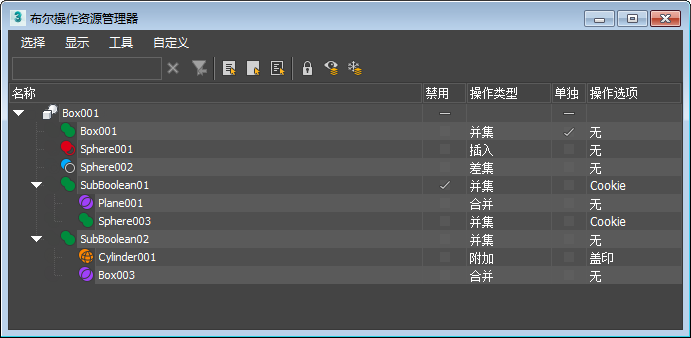 3 布尔操作资源管理器
选择 显示 工具 自定义
名称 禁用 操作类型 单独 操作选项
Box001
Box001 并集 无
Sphere001 插入 无
Sphere002 差集 无
SubBoolean01 并集 Cookie
Plane001 合并 无
Sphere003 并集 Cookie
SubBoolean02 并集 无
Cylinder001 附加 盖印
Box003 合并 无